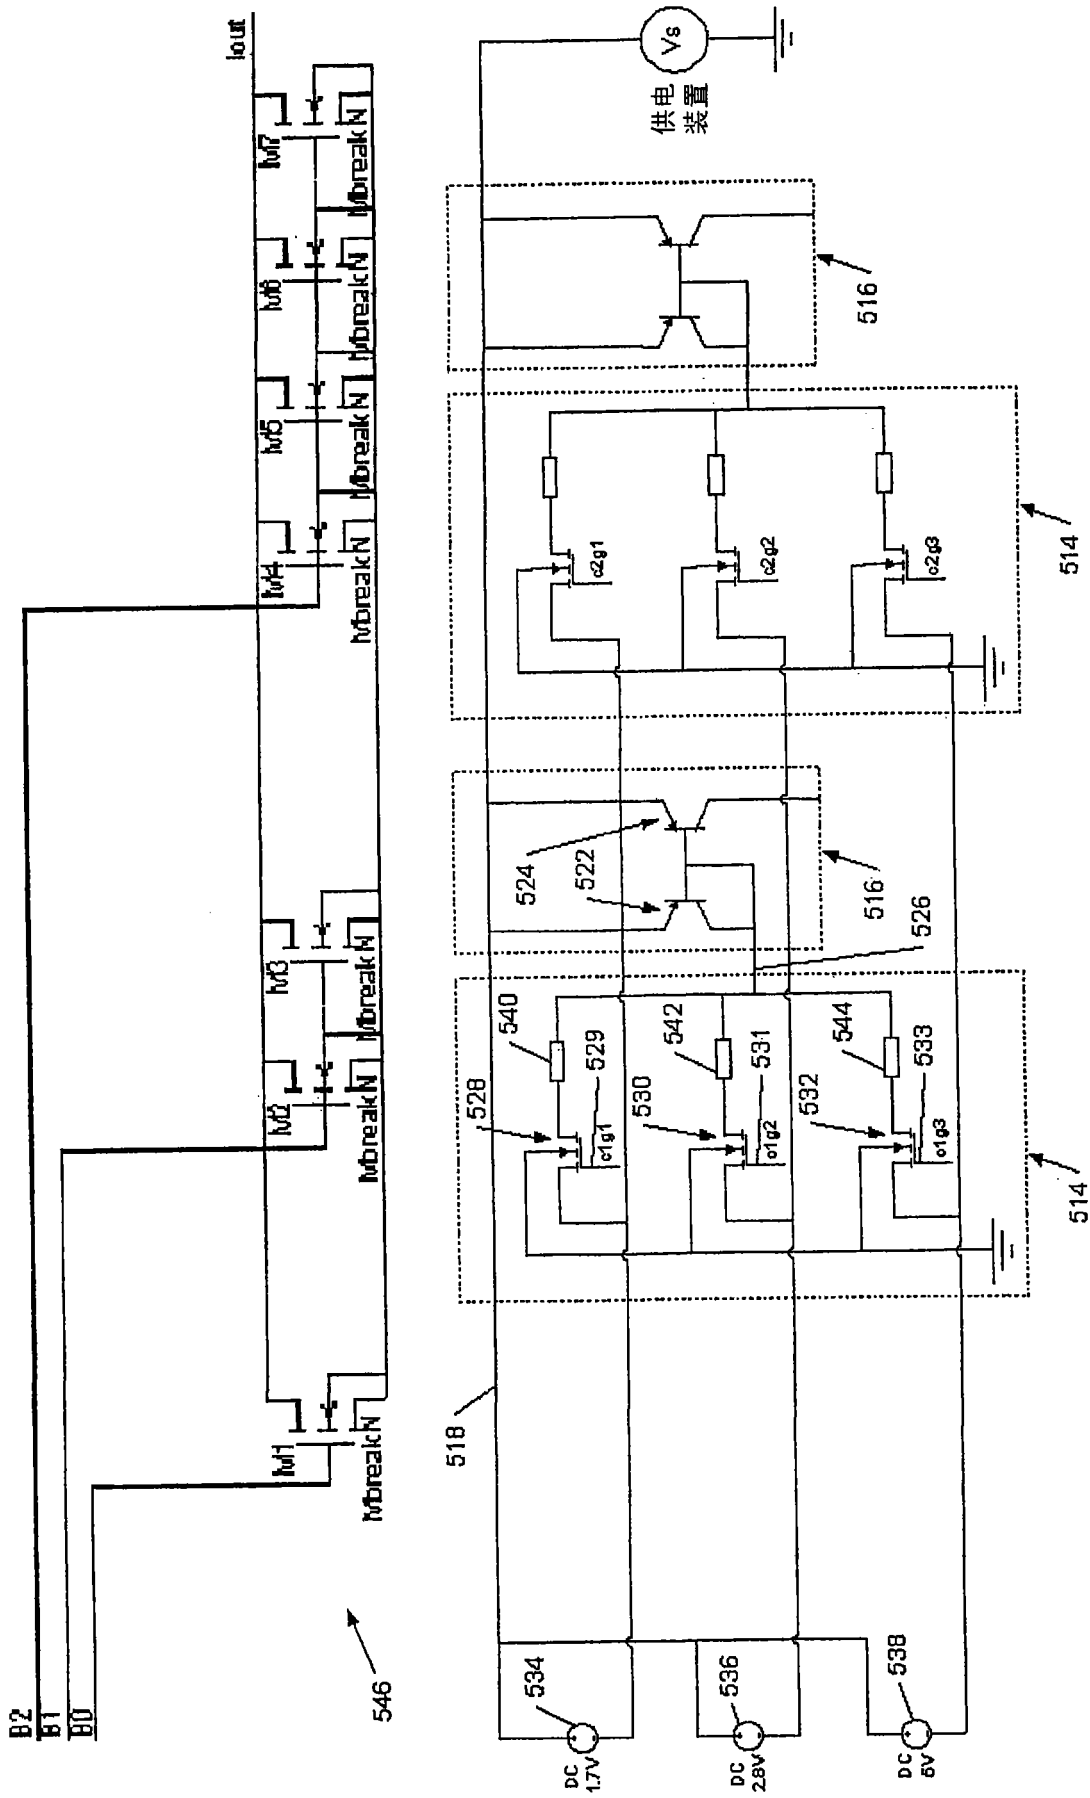 B2
B1
B0
546
M1
MbreakN
M2
MbreakN
M3
MbreakN
M4
MbreakN
M5
MbreakN
M6
MbreakN
M7
MbreakN
Iout
DC
1.7V
534
DC
2.8V
536
DC
5V
538
518
528
540
529
c1g1
530
542
531
c1g2
532
544
533
c1g3
514
524
522
516
526
c2g1
c2g2
c2g3
514
516
供电
装置
Vs